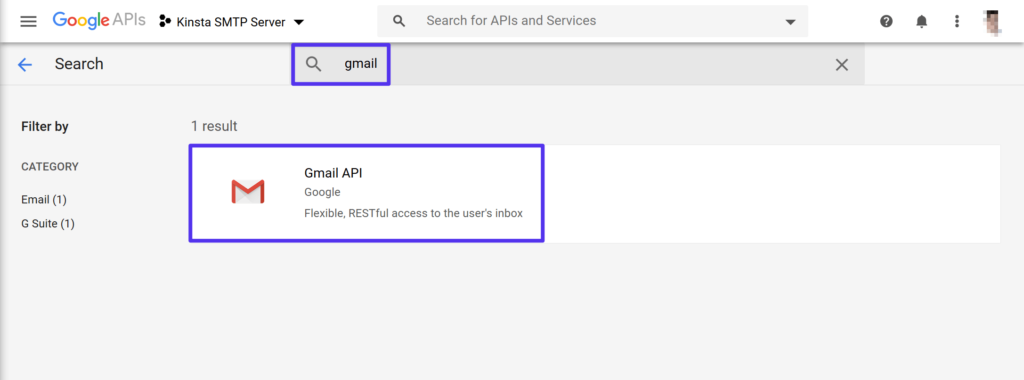 Google APIs Kinsta SMTP Server Search for APIs and Services
Search gmail
Filter by
1 result
CATEGORY
Email (1)
G Suite (1)
Gmail API
Google
Flexible, RESTful access to the user's inbox